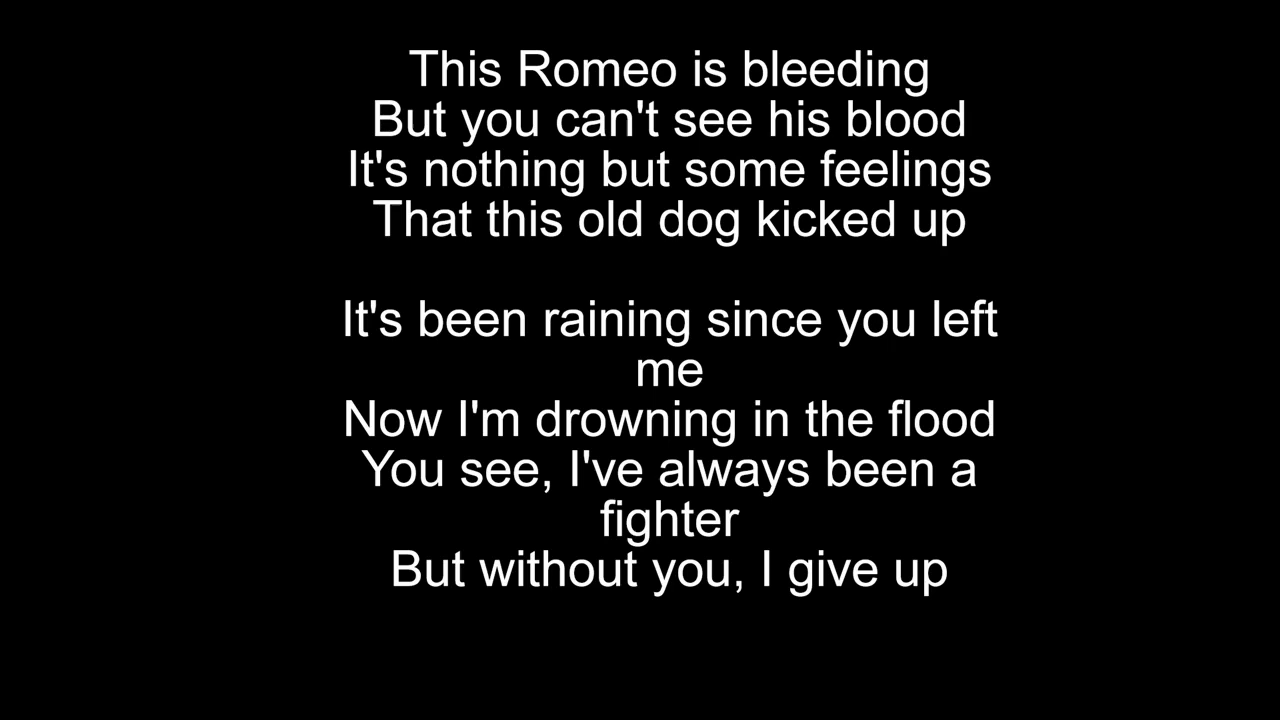 This Romeo is bleeding
But you can't see his blood
It's nothing but some feelings
That this old dog kicked up
It's been raining since you left
me
Now I'm drowning in the flood
You see, I've always been a
fighter
But without you, I give up